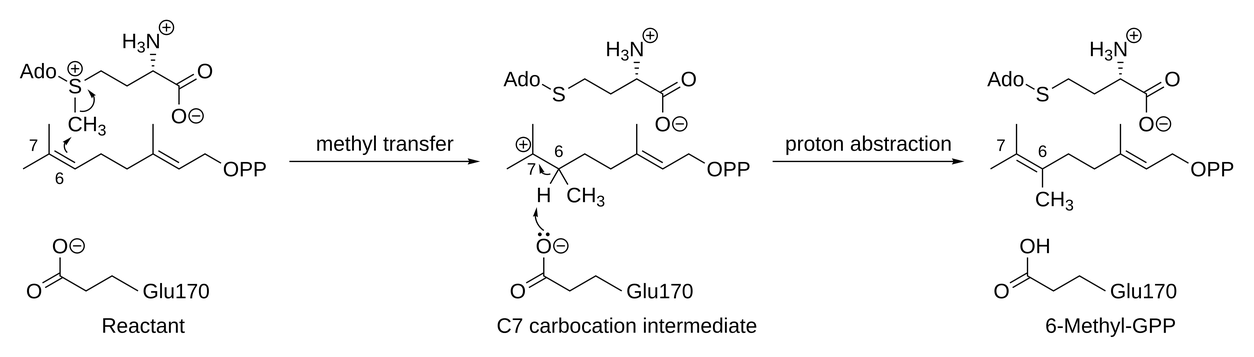 H₃N⊕
Ado
S⊕
O
O⊖
CH₃
7
6
OPP
O⊖
O
Glu170
Reactant
methyl transfer
H₃N⊕
Ado
S
O
O⊖
⊕
6
7
OPP
H
CH₃
O⊖
O
Glu170
C7 carbocation intermediate
proton abstraction
H₃N⊕
Ado
S
O
O⊖
7
6
OPP
CH₃
OH
O
Glu170
6-Methyl-GPP